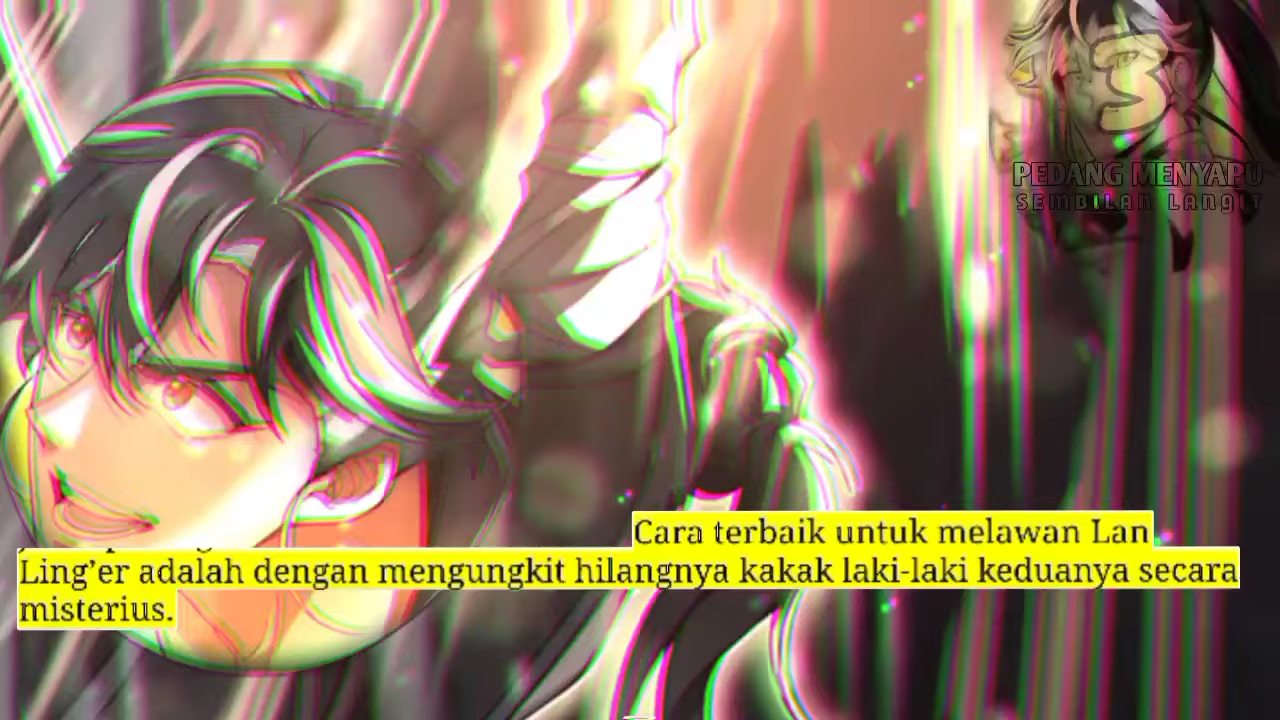 PEDANG MENYAPU
SEMBILAN LANGIT
Cara terbaik untuk melawan Lan
Ling’er adalah dengan mengungkit hilangnya kakak laki-laki keduanya secara
misterius.